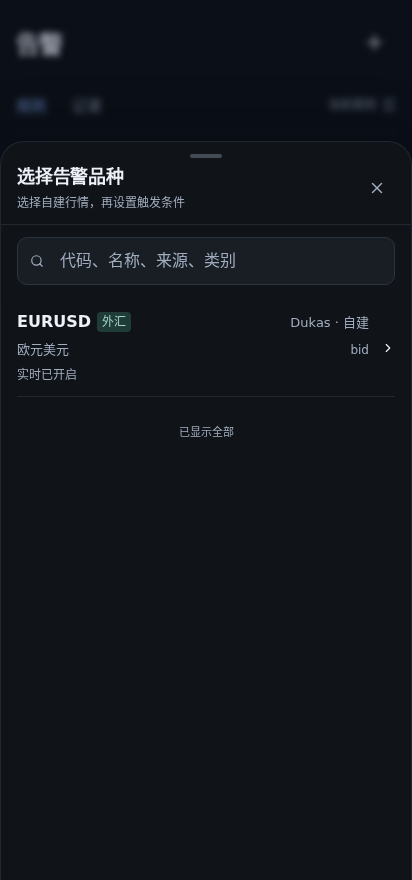 告警
选择告警品种
选择自建行情，再设置触发条件
代码、名称、来源、类别
EURUSD 外汇 Dukas · 自建
欧元美元 bid
实时已开启
已显示全部